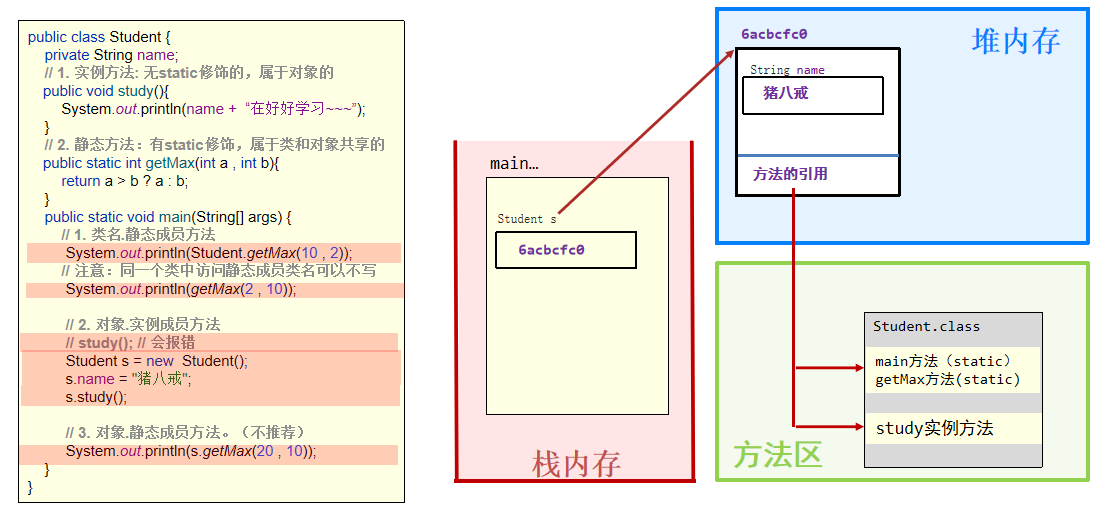 public class Student {
private String name;
// 1. 实例方法: 无static修饰的，属于对象的
public void study(){
System.out.println(name + “在好好学习~~~”);
}
// 2. 静态方法：有static修饰，属于类和对象共享的
public static int getMax(int a , int b){
return a > b ? a : b;
}
public static void main(String[] args) {
// 1. 类名.静态成员方法
System.out.println(Student.getMax(10 , 2));
// 注意：同一个类中访问静态成员类名可以不写
System.out.println(getMax(2 , 10));
// 2. 对象.实例成员方法
// study(); // 会报错
Student s = new Student();
s.name = "猪八戒";
s.study();
// 3. 对象.静态成员方法。（不推荐）
System.out.println(s.getMax(20 , 10));
}
}
main…
Student s
6acbcfc0
栈内存
堆内存
6acbcfc0
String name
猪八戒
方法的引用
Student.class
main方法（static）
getMax方法(static)
study实例方法
方法区